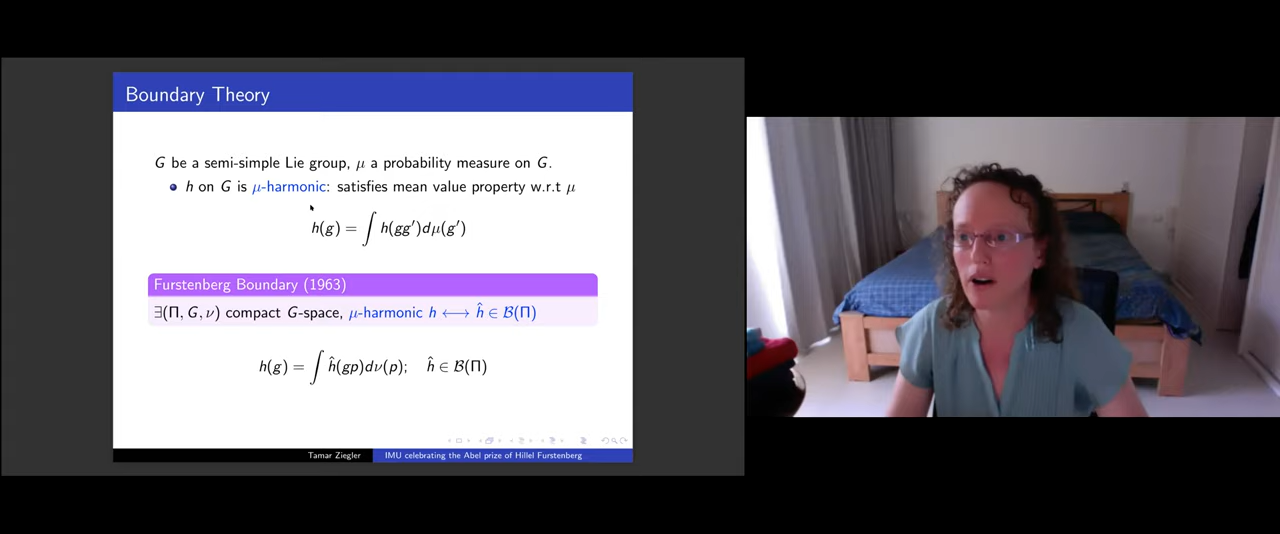 Boundary Theory
G be a semi-simple Lie group, μ a probability measure on G.
h on G is μ-harmonic: satisfies mean value property w.r.t μ
h(g) = ∫ h(gg′)dμ(g′)
Furstenberg Boundary (1963)
∃(Π, G, ν) compact G-space, μ-harmonic h ⟷ ĥ ∈ ℬ(Π)
h(g) = ∫ ĥ(gp)dν(p); ĥ ∈ ℬ(Π)
Tamar Ziegler
IMU celebrating the Abel prize of Hillel Furstenberg